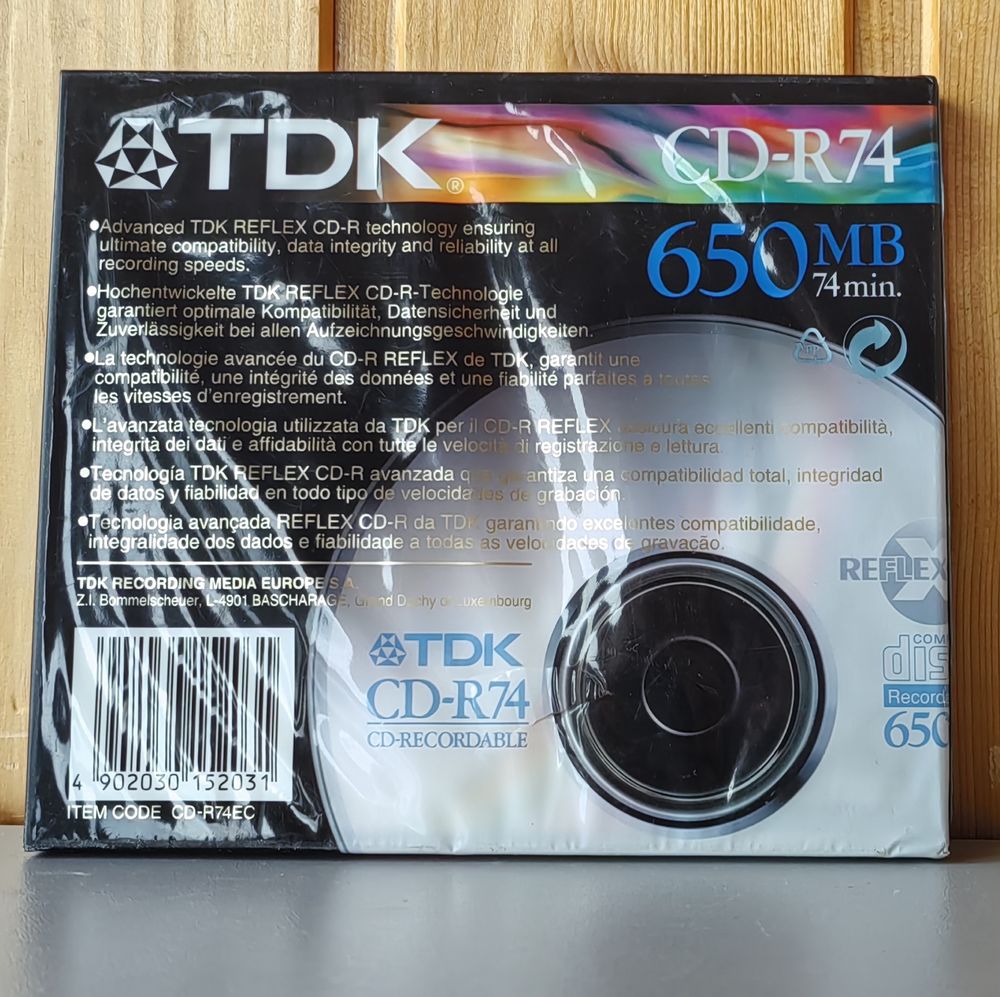 TDK®
CD-R74
650 MB
74 min.
•Advanced TDK REFLEX CD-R technology ensuring
ultimate compatibility, data integrity and reliability at all
recording speeds.
•Hochentwickelte TDK REFLEX CD-R-Technologie
garantiert optimale Kompatibilität, Datensicherheit und
Zuverlässigkeit bei allen Aufzeichnungsgeschwindigkeiten.
PP
•La technologie avancée du CD-R REFLEX de TDK, garantit une
compatibilité, une intégrité des données et une fiabilité parfaites a toutes
les vitesses d'enregistrement.
•L'avanzata tecnologia utilizzata da TDK per il CD-R REFLEX assicura eccellenti compatibilità,
integrità dei dati e affidabilità con tutte le velocità di registrazione e lettura.
•Tecnología TDK REFLEX CD-R avanzada que garantiza una compatibilidad total, integridad
de datos y fiabilidad en todo tipo de velocidades de grabación.
•Tecnologia avançada REFLEX CD-R da TDK garantindo excelentes compatibilidade,
integralidade dos dados e fiabilidade a todas as velocidades de gravação.
TDK RECORDING MEDIA EUROPE S.A.
Z.I. Bommelscheuer, L-4901 BASCHARAGE, Grand Duchy of Luxembourg
REFLEX
X
COM
dis
Record
650
TDK
CD-R74
CD-RECORDABLE
4 902030 152031
ITEM CODE CD-R74EC